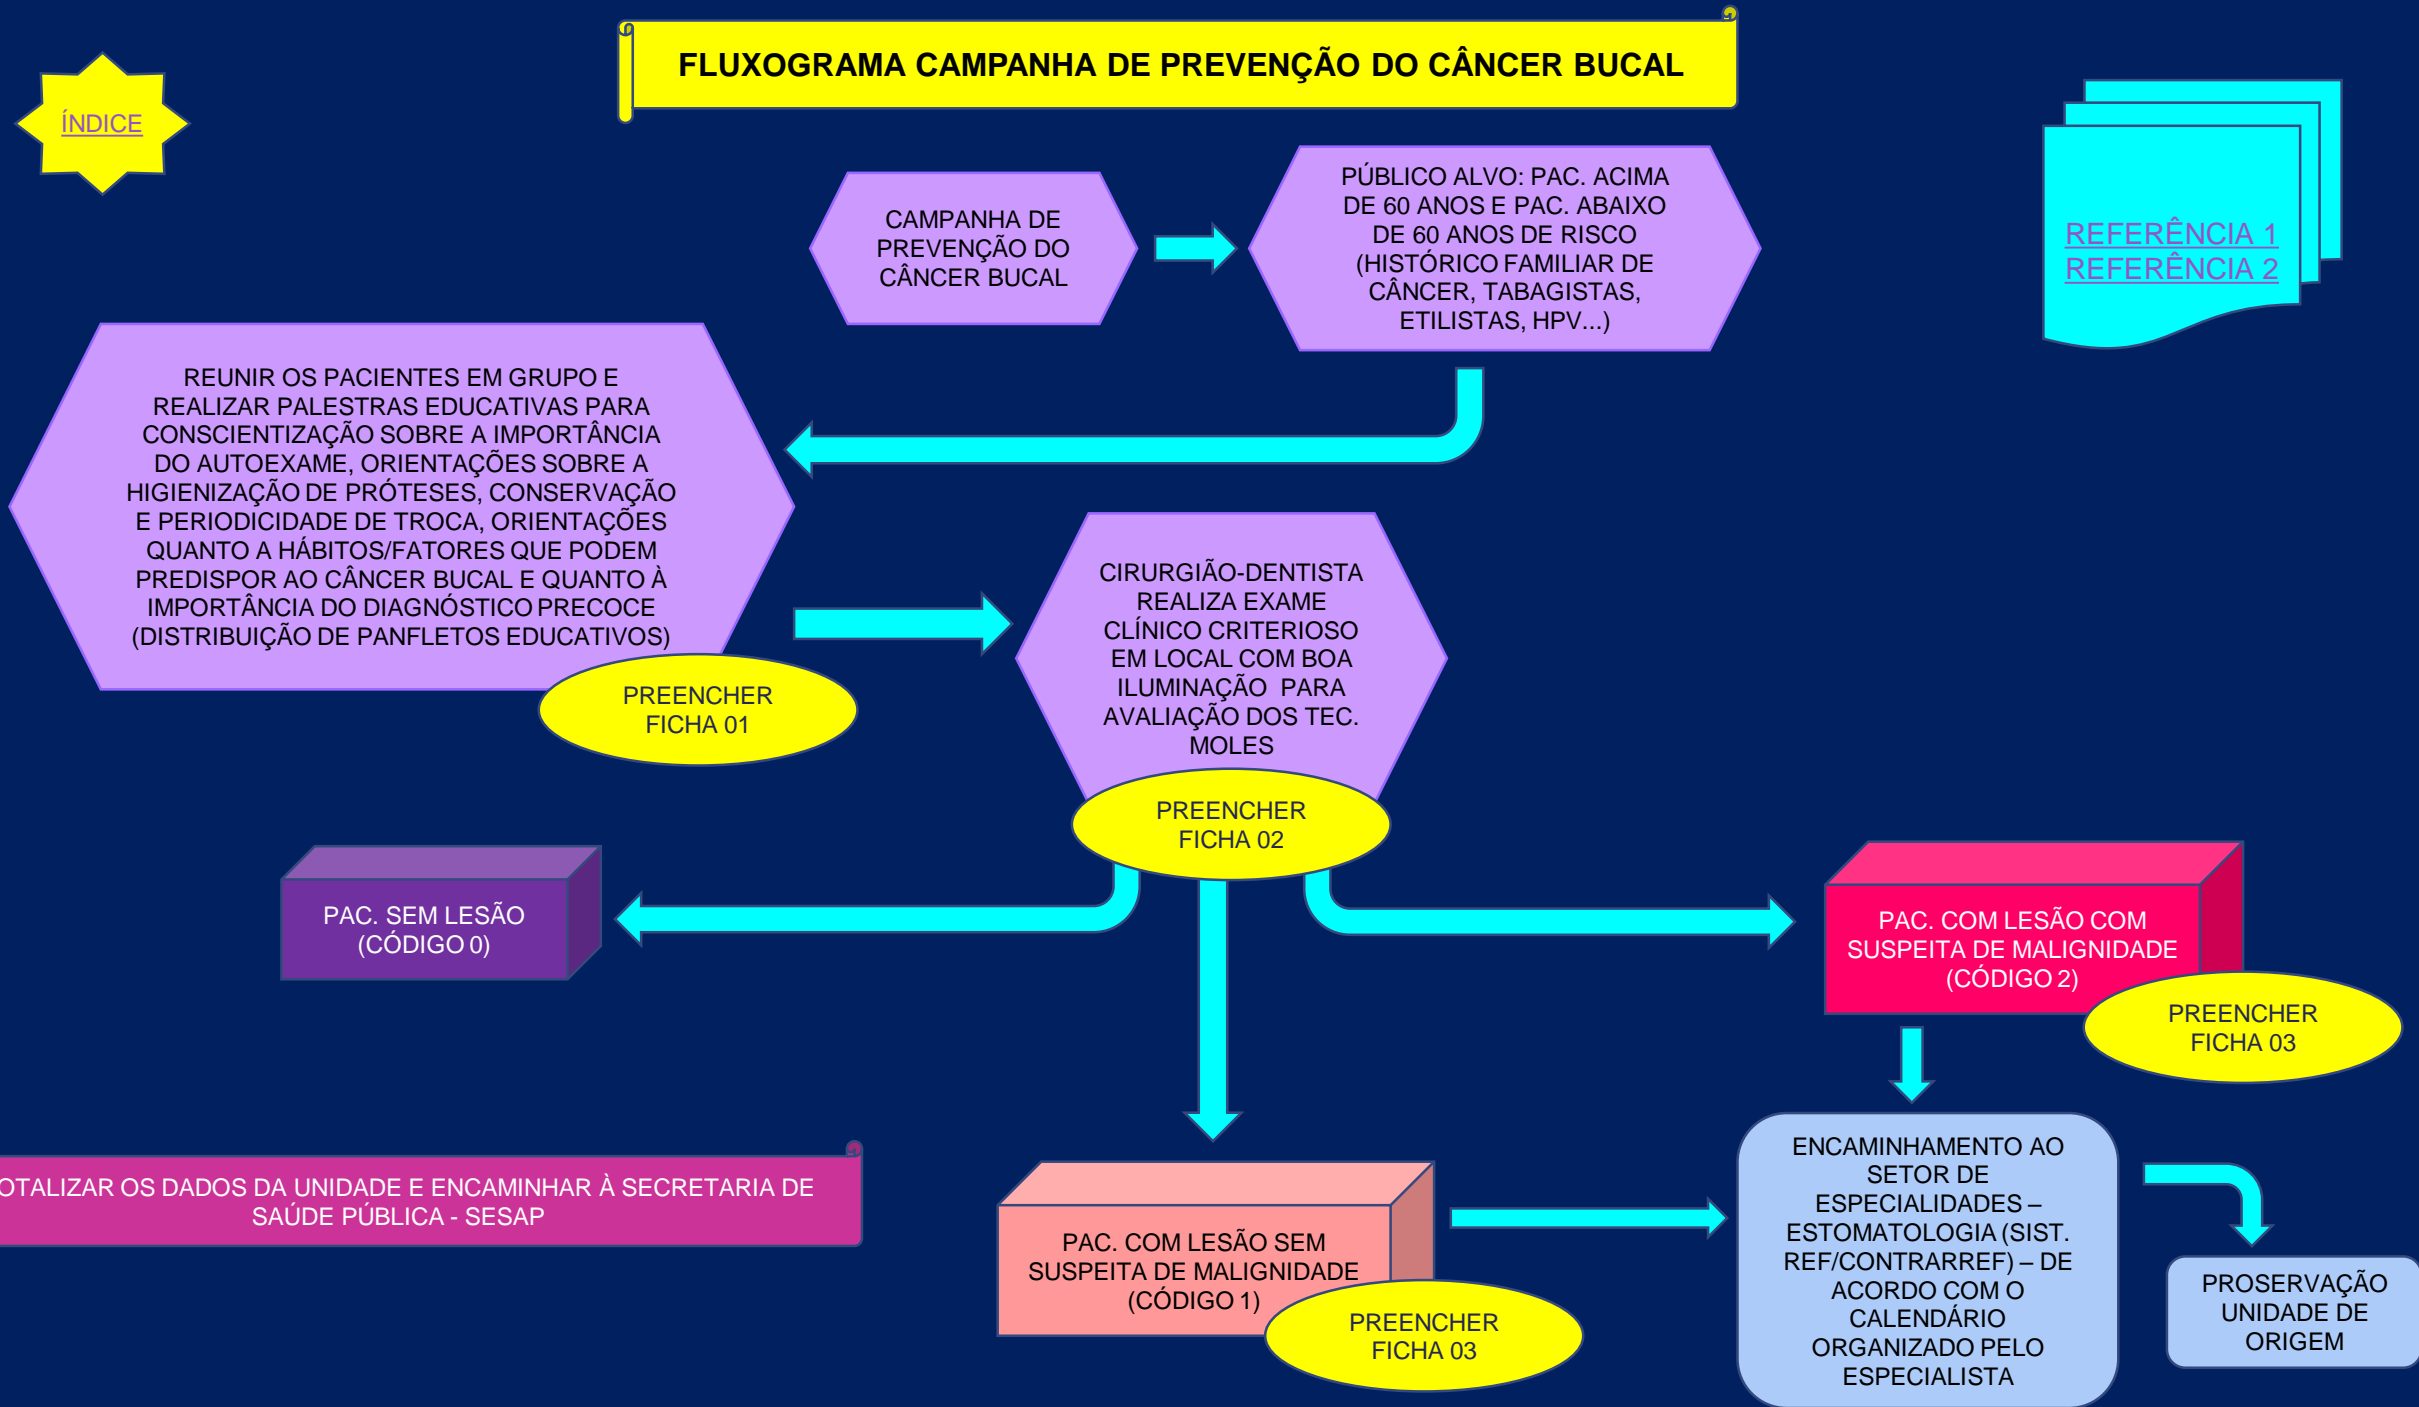 FLUXOGRAMA CAMPANHA DE PREVENÇÃO DO CÂNCER BUCAL
ÍNDICE
CAMPANHA DE
PREVENÇÃO DO
CÂNCER BUCAL
PÚBLICO ALVO: PAC. ACIMA
DE 60 ANOS E PAC. ABAIXO
DE 60 ANOS DE RISCO
(HISTÓRICO FAMILIAR DE
CÂNCER, TABAGISTAS,
ETILISTAS, HPV...)
REFERÊNCIA 1
REFERÊNCIA 2
REUNIR OS PACIENTES EM GRUPO E
REALIZAR PALESTRAS EDUCATIVAS PARA
CONSCIENTIZAÇÃO SOBRE A IMPORTÂNCIA
DO AUTOEXAME, ORIENTAÇÕES SOBRE A
HIGIENIZAÇÃO DE PRÓTESES, CONSERVAÇÃO
E PERIODICIDADE DE TROCA, ORIENTAÇÕES
QUANTO A HÁBITOS/FATORES QUE PODEM
PREDISPOR AO CÂNCER BUCAL E QUANTO À
IMPORTÂNCIA DO DIAGNÓSTICO PRECOCE
(DISTRIBUIÇÃO DE PANFLETOS EDUCATIVOS)
PREENCHER
FICHA 01
CIRURGIÃO-DENTISTA
REALIZA EXAME
CLÍNICO CRITERIOSO
EM LOCAL COM BOA
ILUMINAÇÃO PARA
AVALIAÇÃO DOS TEC.
MOLES
PREENCHER
FICHA 02
PAC. SEM LESÃO
(CÓDIGO 0)
PAC. COM LESÃO COM
SUSPEITA DE MALIGNIDADE
(CÓDIGO 2)
PREENCHER
FICHA 03
OTALIZAR OS DADOS DA UNIDADE E ENCAMINHAR À SECRETARIA DE
SAÚDE PÚBLICA - SESAP
PAC. COM LESÃO SEM
SUSPEITA DE MALIGNIDADE
(CÓDIGO 1)
PREENCHER
FICHA 03
ENCAMINHAMENTO AO
SETOR DE
ESPECIALIDADES –
ESTOMATOLOGIA (SIST.
REF/CONTRARREF) – DE
ACORDO COM O
CALENDÁRIO
ORGANIZADO PELO
ESPECIALISTA
PROSERVAÇÃO
UNIDADE DE
ORIGEM